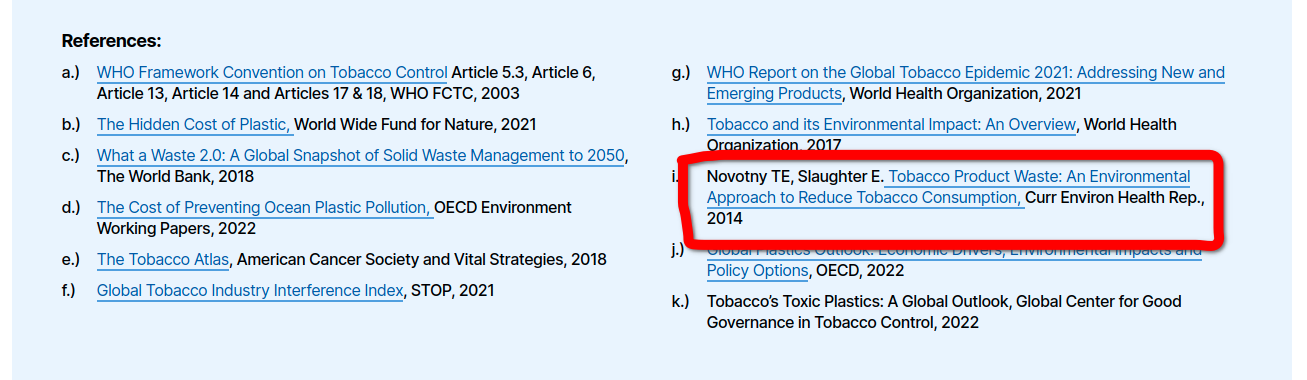 References:
a.) WHO Framework Convention on Tobacco Control Article 5.3, Article 6,
Article 13, Article 14 and Articles 17 & 18, WHO FCTC, 2003
b.) The Hidden Cost of Plastic, World Wide Fund for Nature, 2021
c.) What a Waste 2.0: A Global Snapshot of Solid Waste Management to 2050,
The World Bank, 2018
d.) The Cost of Preventing Ocean Plastic Pollution, OECD Environment
Working Papers, 2022
e.) The Tobacco Atlas, American Cancer Society and Vital Strategies, 2018
f.) Global Tobacco Industry Interference Index, STOP, 2021
g.) WHO Report on the Global Tobacco Epidemic 2021: Addressing New and
Emerging Products, World Health Organization, 2021
h.) Tobacco and its Environmental Impact: An Overview, World Health
Organization, 2017
i. Novotny TE, Slaughter E. Tobacco Product Waste: An Environmental
Approach to Reduce Tobacco Consumption, Curr Environ Health Rep.,
2014
j.) Global Plastics Outlook: Economic Drivers, Environmental Impacts and
Policy Options, OECD, 2022
k.) Tobacco’s Toxic Plastics: A Global Outlook, Global Center for Good
Governance in Tobacco Control, 2022